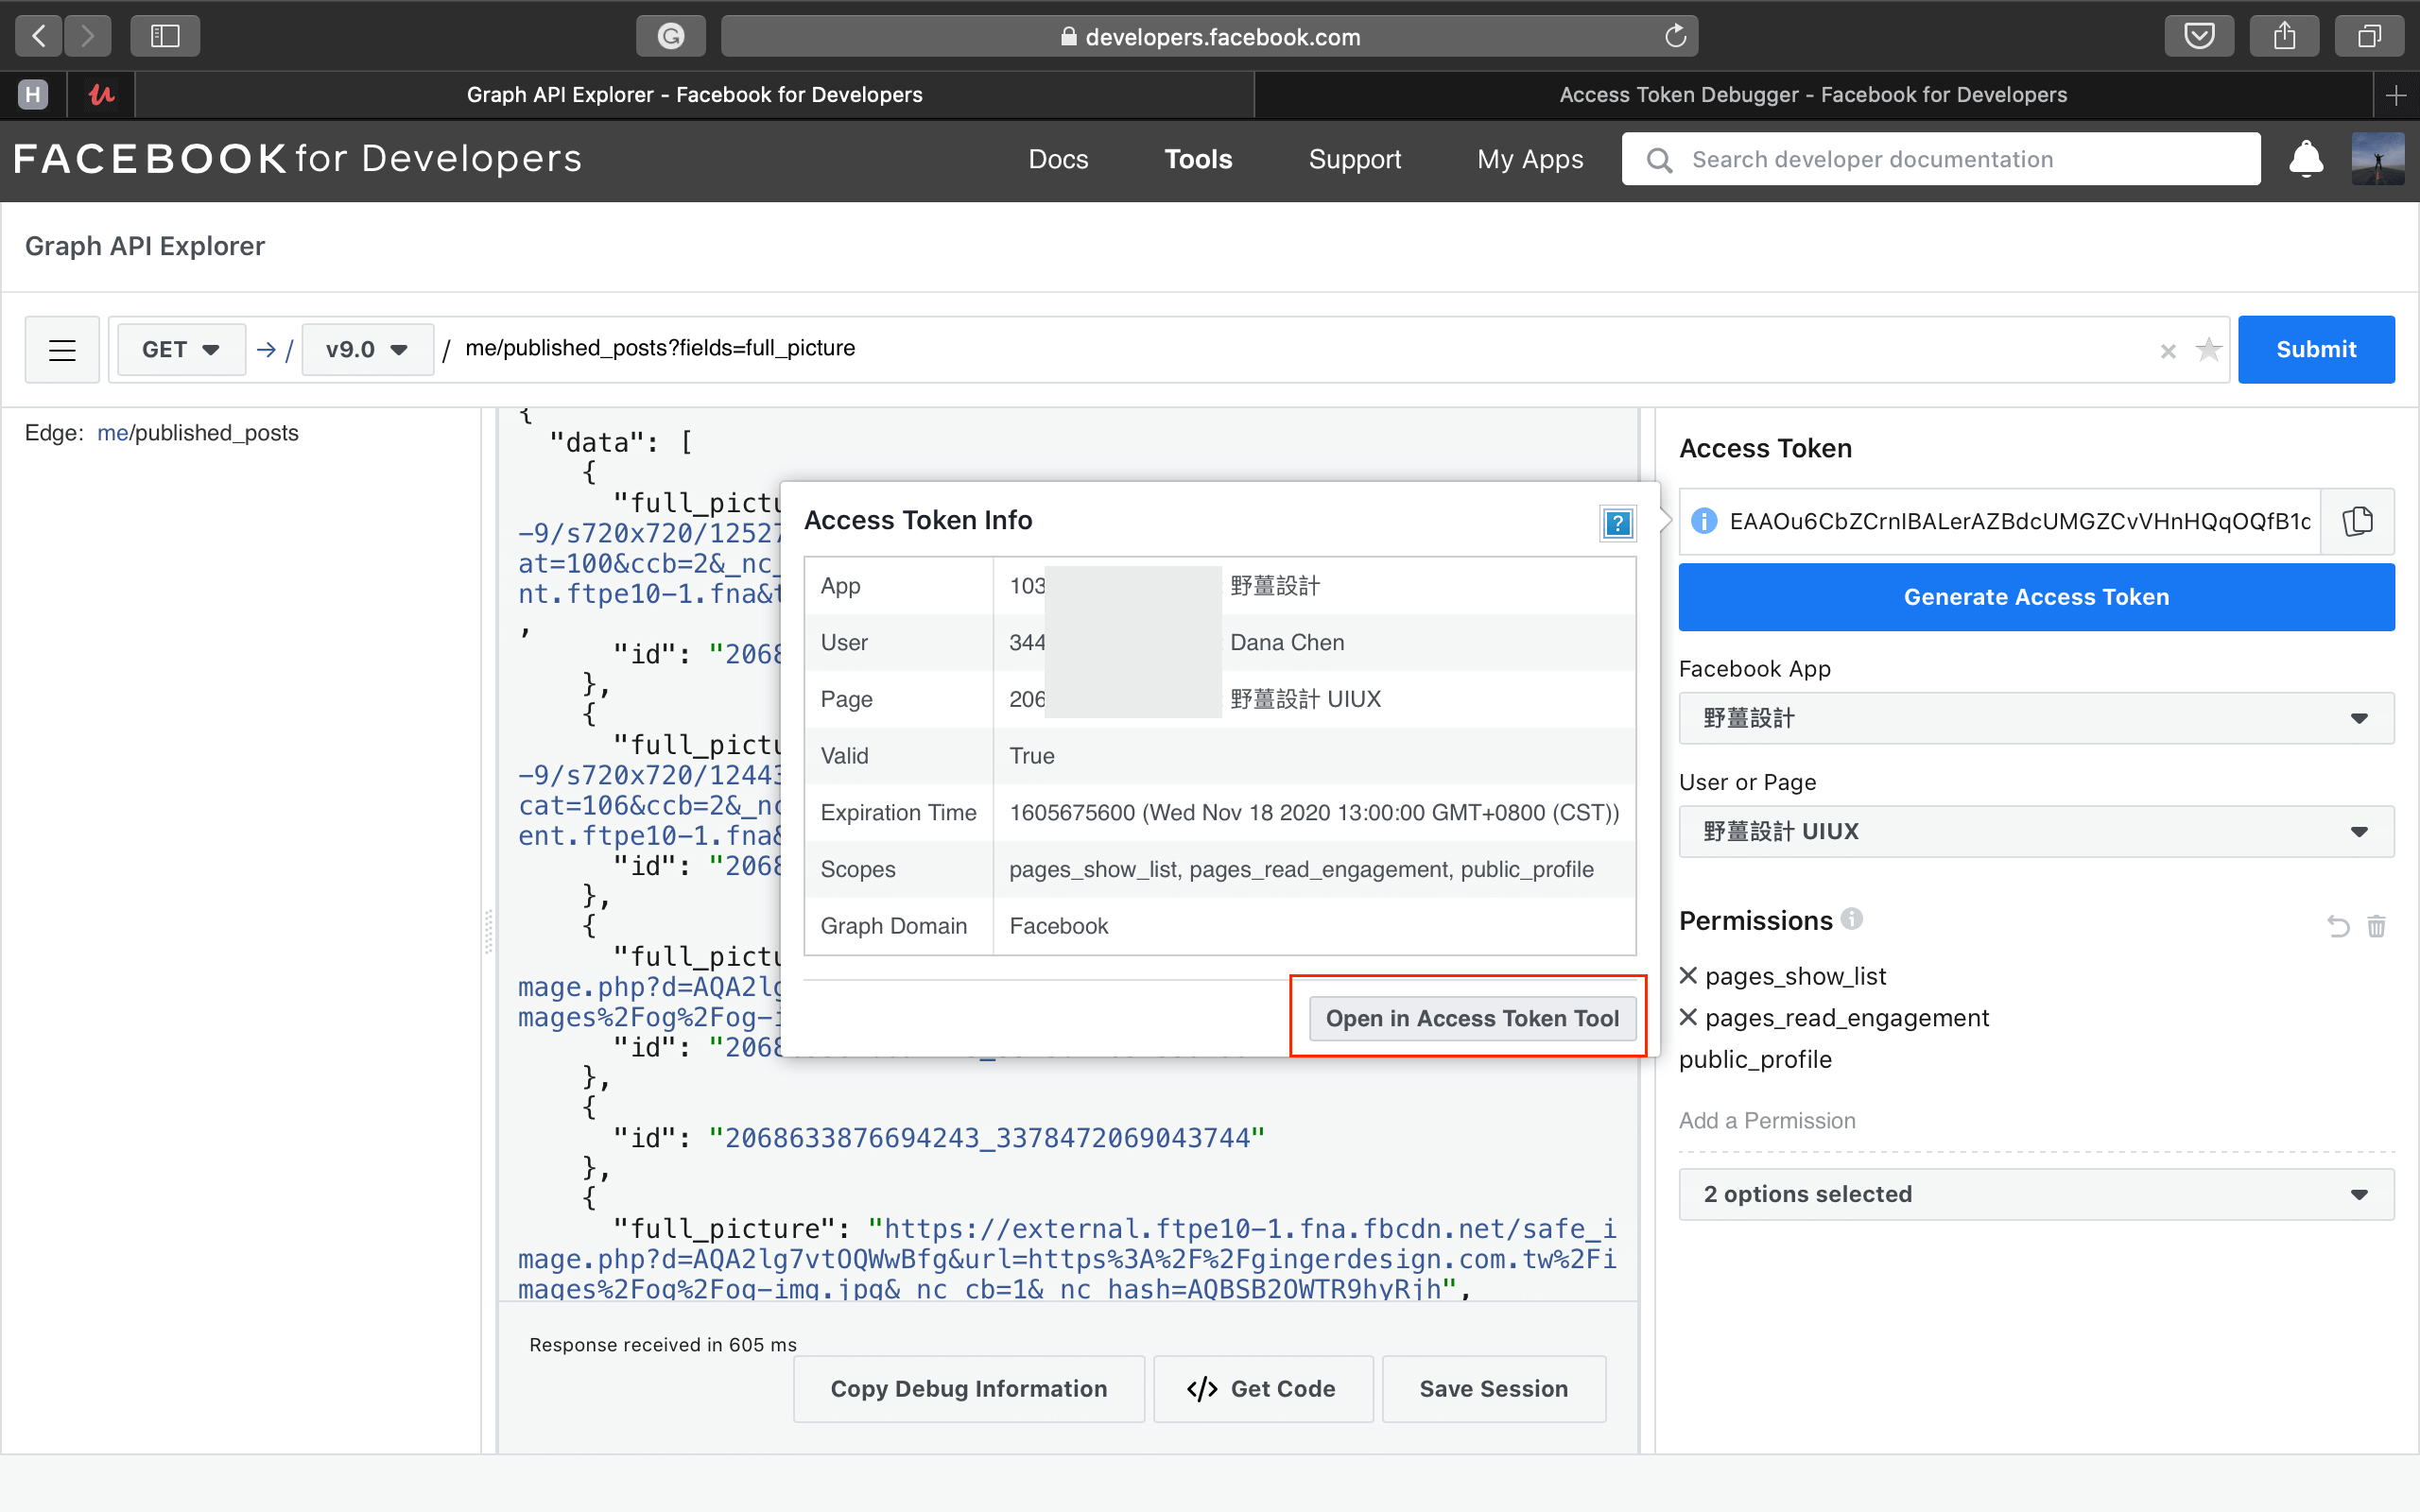 developers.facebook.com
H
Graph API Explorer - Facebook for Developers
Access Token Debugger - Facebook for Developers
FACEBOOK for Developers
Docs
Tools
Support
My Apps
Search developer documentation
Graph API Explorer
GET
→ /
v9.0
/ me/published_posts?fields=full_picture
Submit
Edge: me/published_posts
{
"data": [
{
"full_pictu
-9/s720x720/12527
at=100&ccb=2&_nc_
nt.ftpe10-1.fna&t
,
"id": "2068
},
{
"full_pictu
-9/s720x720/12443
cat=106&ccb=2&_nc
ent.ftpe10-1.fna&
"id": "2068
},
{
"full_pictu
mage.php?d=AQA2lg
mages%2Fog%2Fog-i
"id": "2068
},
{
"id": "2068633876694243_3378472069043744"
},
{
"full_picture": "https://external.ftpe10-1.fna.fbcdn.net/safe_i
mage.php?d=AQA2lg7vtOQWwBfg&url=https%3A%2F%2Fgingerdesign.com.tw%2Fi
mages%2Fog%2Fog-img.jpg&_nc_cb=1&_nc_hash=AQBSB2OWTR9hyRjh",
Response received in 605 ms
Copy Debug Information
</> Get Code
Save Session
Access Token Info
?
App 103 野薑設計
User 344 : Dana Chen
Page 206 : 野薑設計 UIUX
Valid True
Expiration Time 1605675600 (Wed Nov 18 2020 13:00:00 GMT+0800 (CST))
Scopes pages_show_list, pages_read_engagement, public_profile
Graph Domain Facebook
Open in Access Token Tool
Access Token
EAAOu6CbZCrnIBALerAZBdcUMGZCvVHnHQqOQfB1c
Generate Access Token
Facebook App
野薑設計
User or Page
野薑設計 UIUX
Permissions
pages_show_list
pages_read_engagement
public_profile
Add a Permission
2 options selected